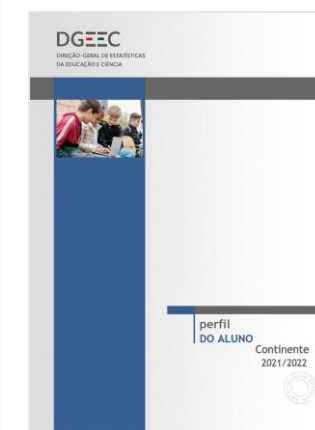 DGEEC
DIREÇÃO-GERAL DE ESTATÍSTICAS
DA EDUCAÇÃO E CIÊNCIA
perfil
DO ALUNO
Continente
2021/2022